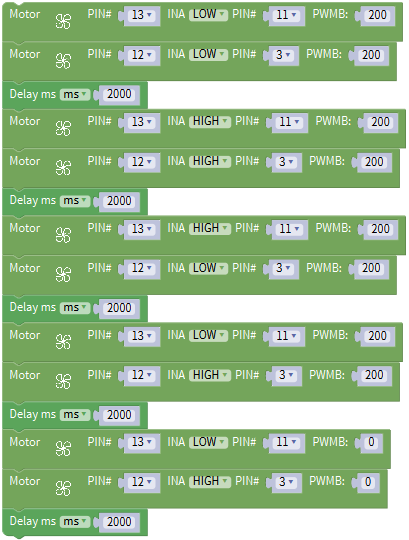 Motor PIN# 13 INA LOW PIN# 11 PWMB: 200
Motor PIN# 12 INA LOW PIN# 3 PWMB: 200
Delay ms ms 2000
Motor PIN# 13 INA HIGH PIN# 11 PWMB: 200
Motor PIN# 12 INA HIGH PIN# 3 PWMB: 200
Delay ms ms 2000
Motor PIN# 13 INA HIGH PIN# 11 PWMB: 200
Motor PIN# 12 INA LOW PIN# 3 PWMB: 200
Delay ms ms 2000
Motor PIN# 13 INA LOW PIN# 11 PWMB: 200
Motor PIN# 12 INA HIGH PIN# 3 PWMB: 200
Delay ms ms 2000
Motor PIN# 13 INA LOW PIN# 11 PWMB: 0
Motor PIN# 12 INA HIGH PIN# 3 PWMB: 0
Delay ms ms 2000